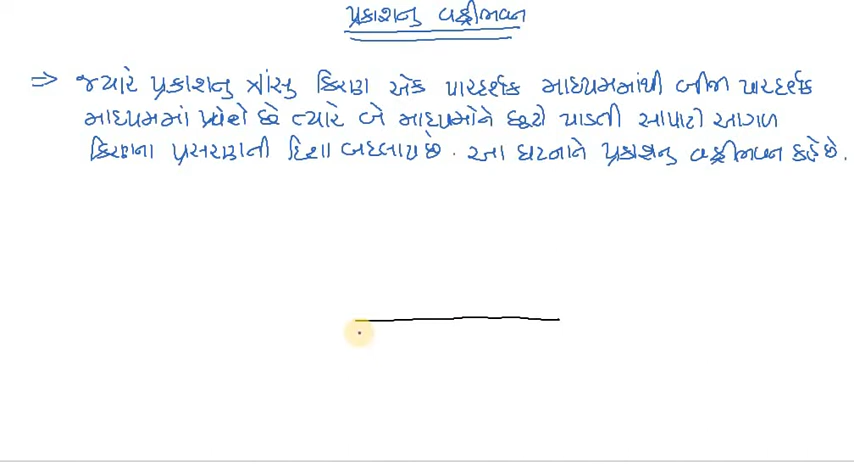 પ્રકાશનુ વક્રીભવન
⇒ જ્યારે પ્રકાશનુ ત્રાંસુ કિરણ એક પારદર્શક માધ્યમમાંથી બીજા પારદર્શક
માધ્યમમાં પ્રવેશે છે ત્યારે બે માધ્યમોને છુટી પાડતી સપાટી આગળ
કિરણના પ્રસરણની દિશા બદલાય છે. આ ઘટનાને પ્રકાશનુ વક્રીભવન કહે છે.